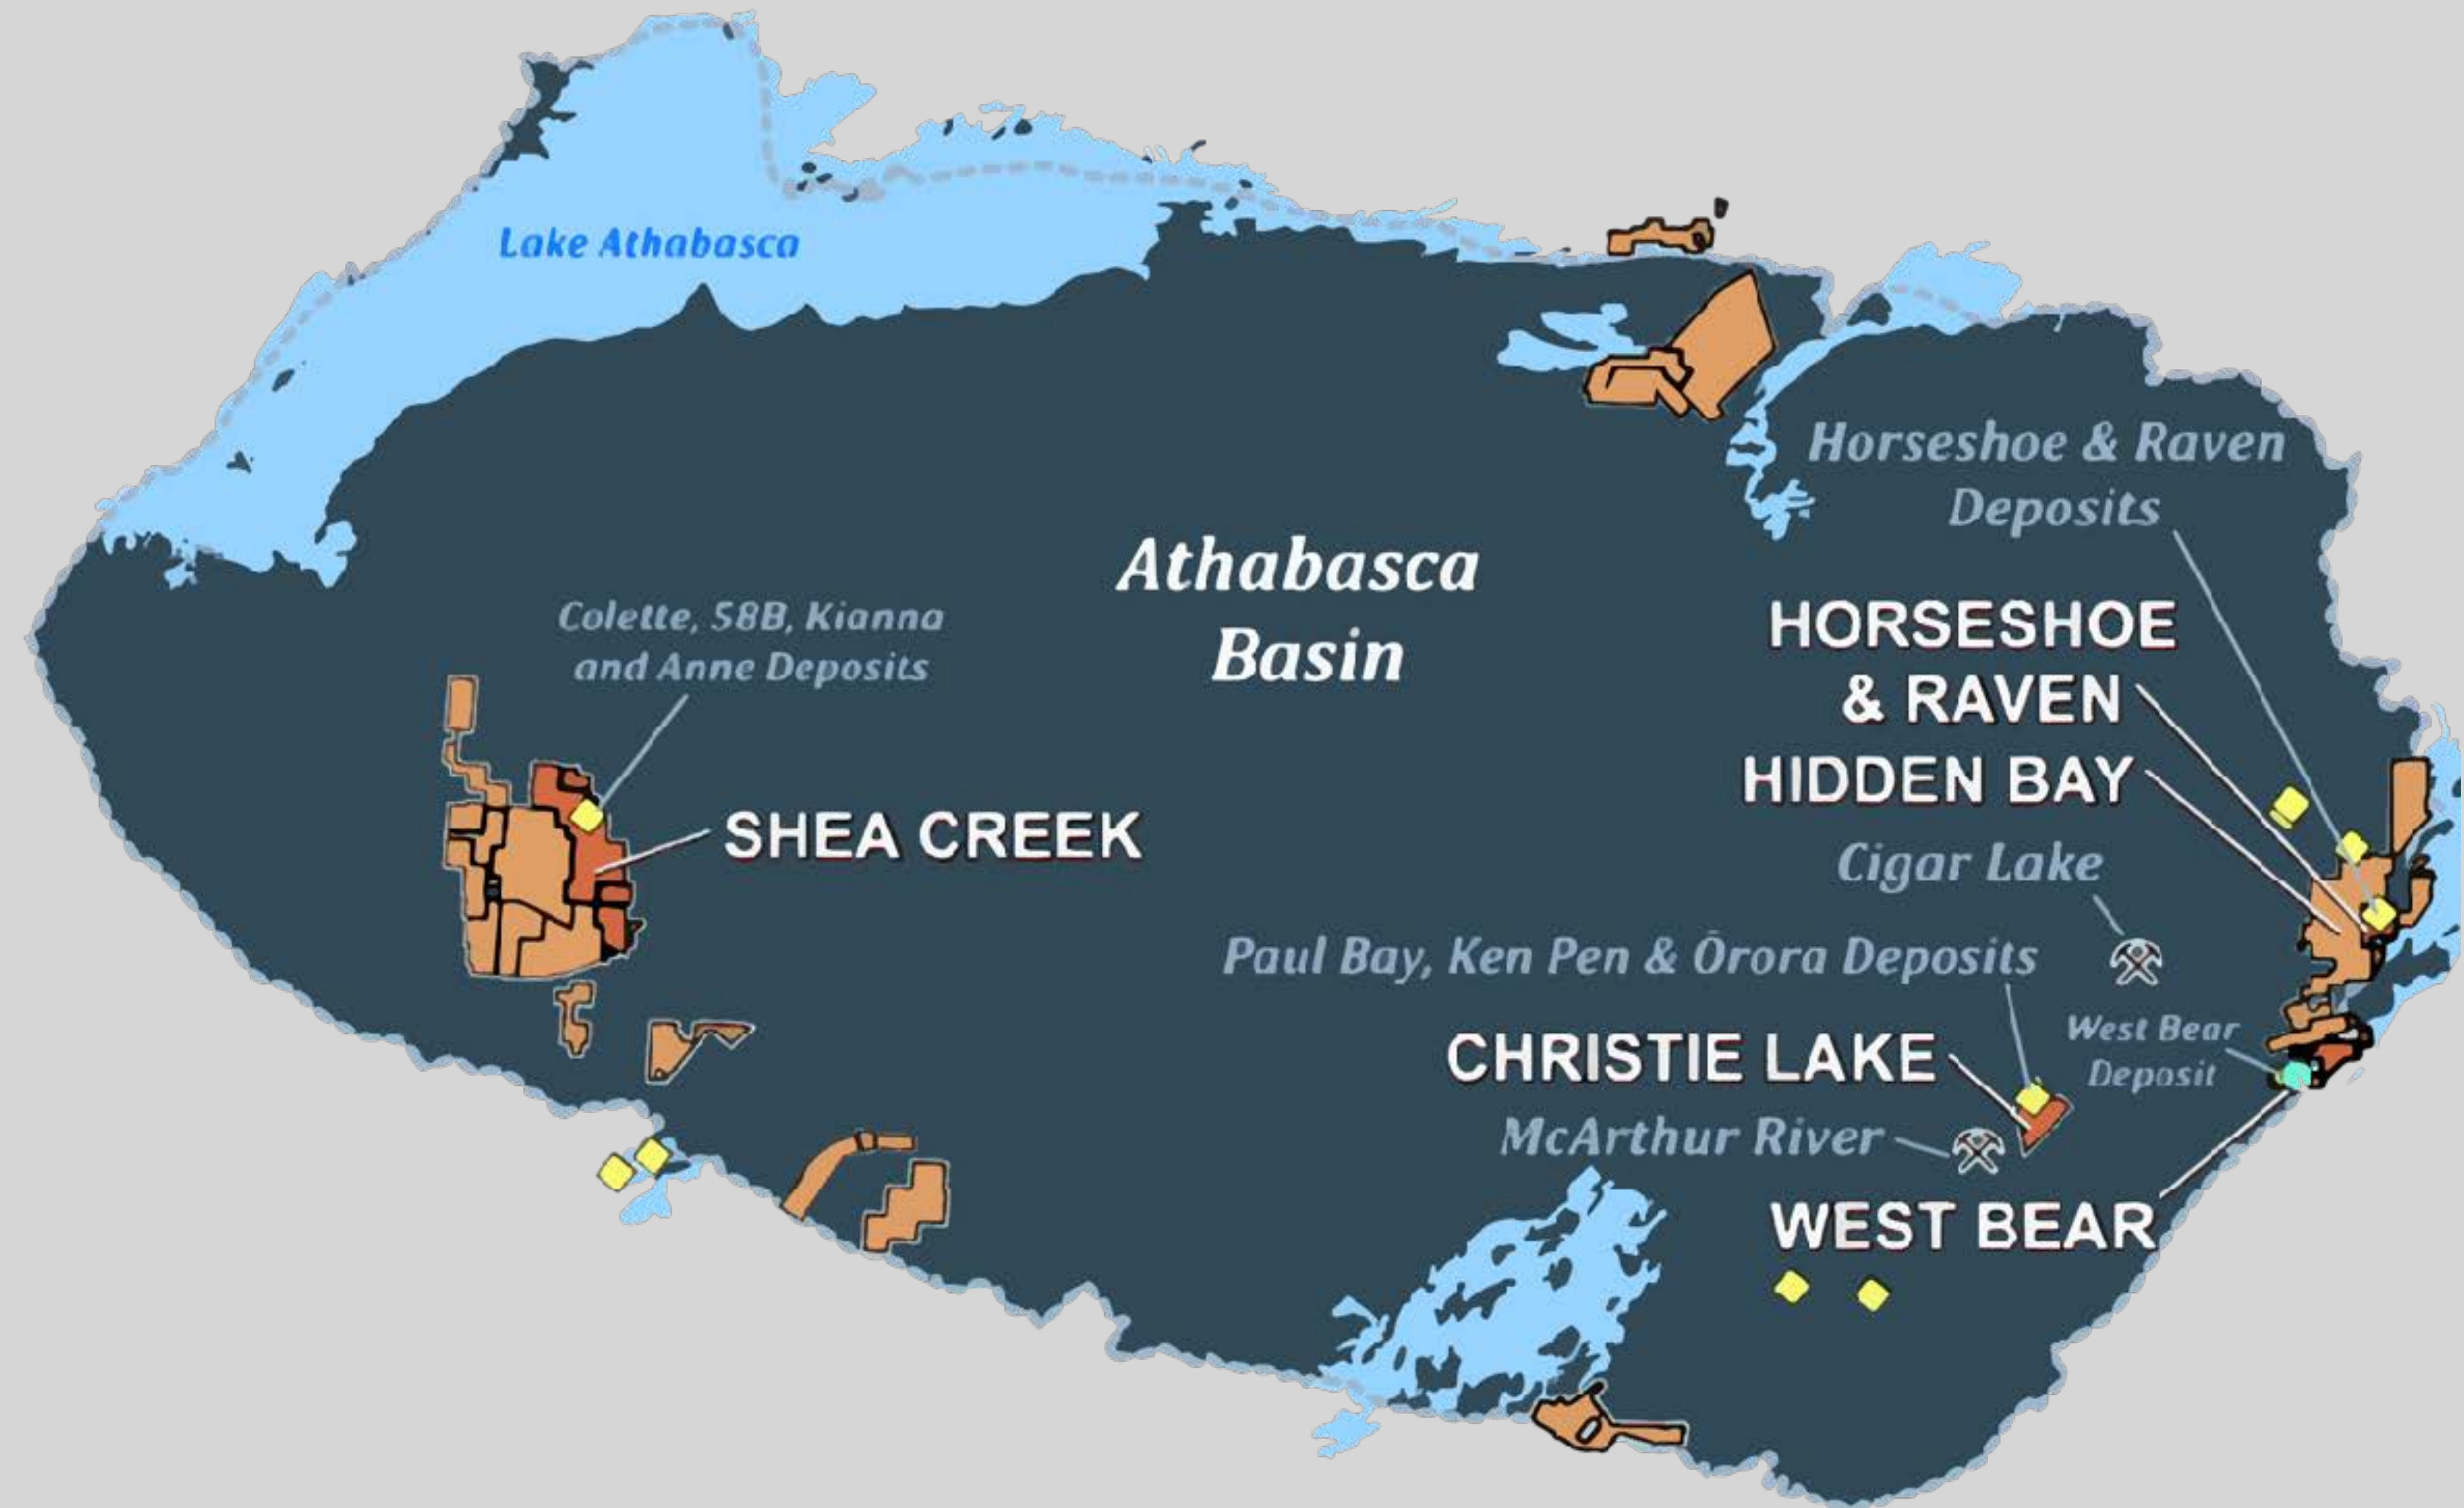 Lake Athabasca
Horseshoe & Raven
Deposits
Athabasca
Basin
Colette, 58B, Kianna
and Anne Deposits
HORSESHOE
& RAVEN
HIDDEN BAY
SHEA CREEK
Cigar Lake
Paul Bay, Ken Pen & Ōrora Deposits
West Bear
Deposit
CHRISTIE LAKE
McArthur River
WEST BEAR